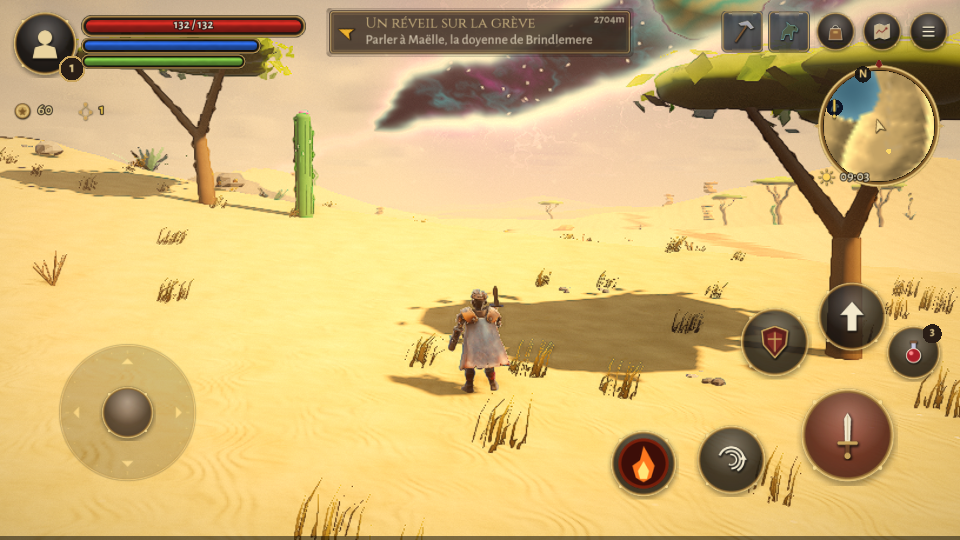 132/132
UN RÉVEIL SUR LA GRÈVE
2704m
Parler à Maëlle, la doyenne de Brindlemere
1
60
1
N
09:03
3